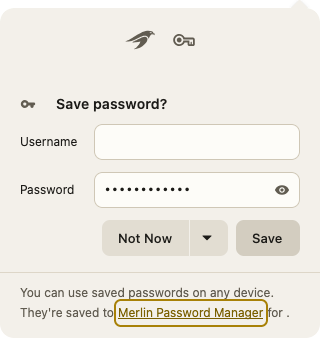 Save password?
Username
Password ••••••••••••
Not Now
Save
You can use saved passwords on any device.
They're saved to Merlin Password Manager for .